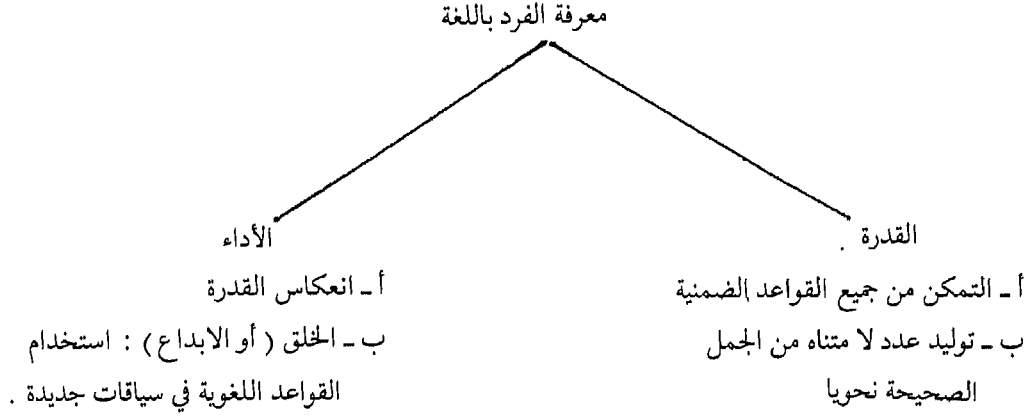 معرفة الفرد باللغة
القدرة .
أ ـ التمكن من جميع القواعد الضمنية
ب ـ توليد عدد لا متناه من الجمل
الصحيحة نحويا
الأداء
أ ـ انعكاس القدرة
ب ـ الخلق ( أو الابداع ) : استخدام
القواعد اللغوية في سياقات جديدة .